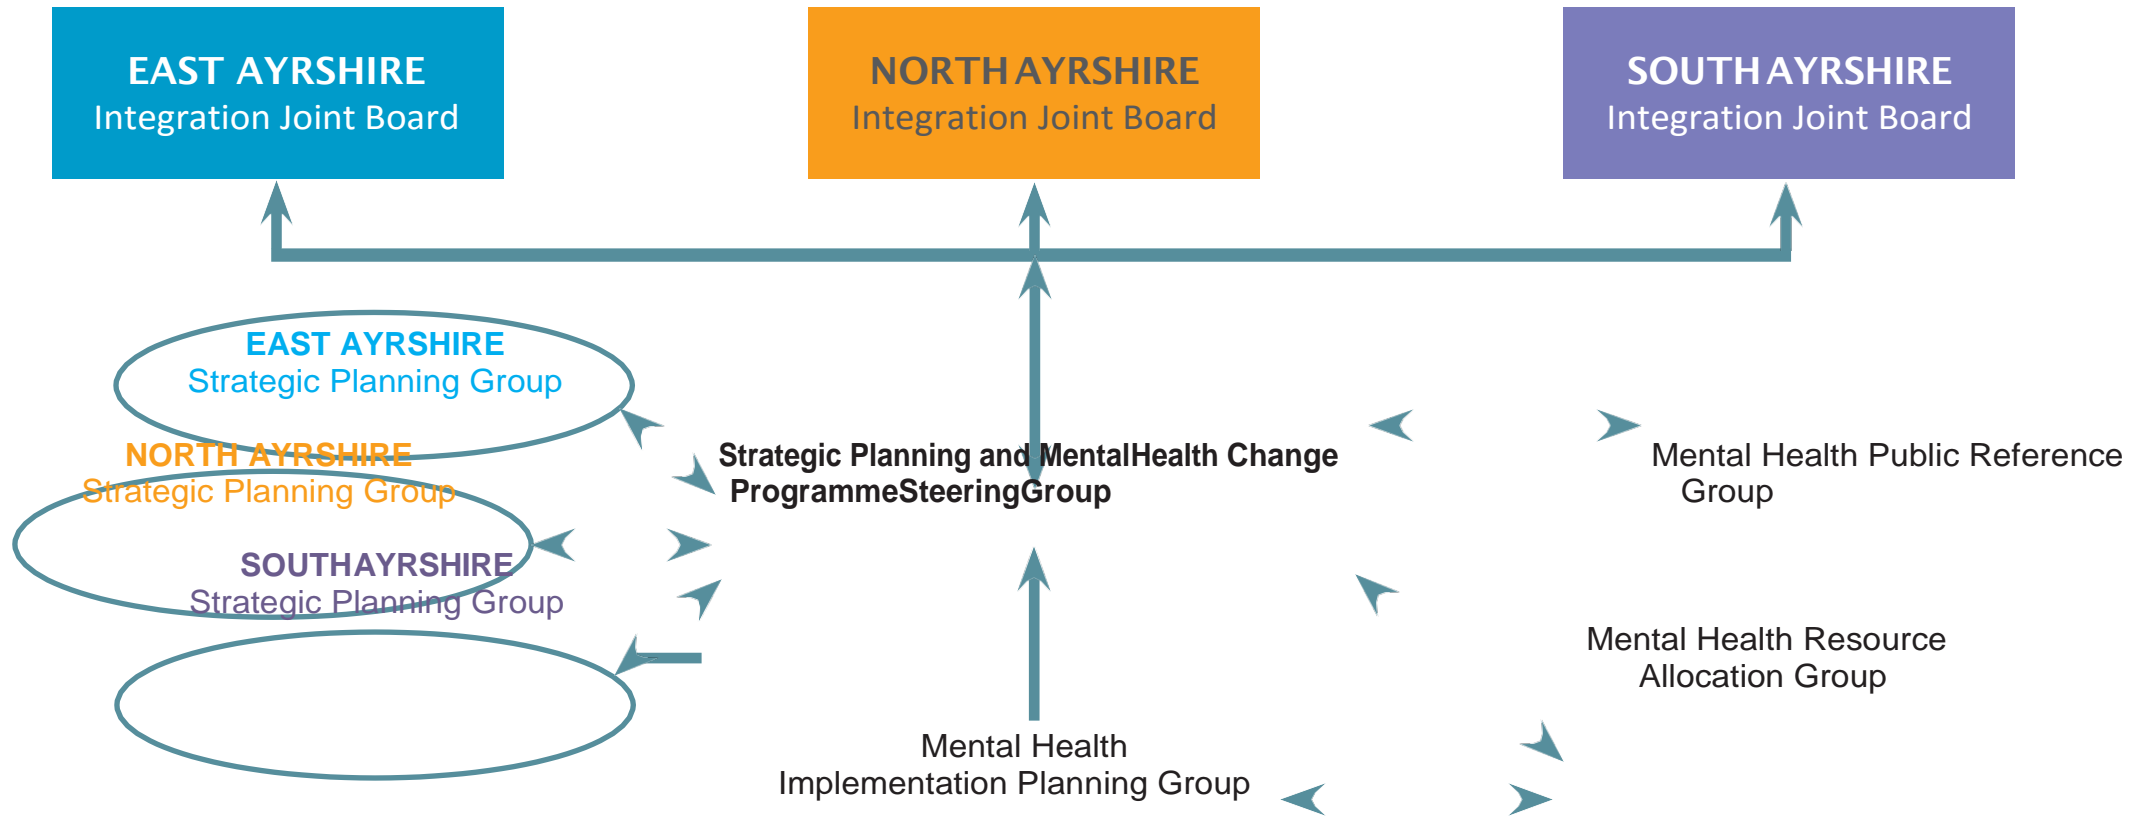 EAST AYRSHIRE
Integration Joint Board
NORTH AYRSHIRE
Integration Joint Board
SOUTH AYRSHIRE
Integration Joint Board
EAST AYRSHIRE
Strategic Planning Group
NORTH AYRSHIRE
Strategic Planning Group
SOUTHAYRSHIRE
Strategic Planning Group
Strategic Planning and MentalHealth Change
ProgrammeSteeringGroup
Mental Health Public Reference
Group
Mental Health Resource
Allocation Group
Mental Health
Implementation Planning Group